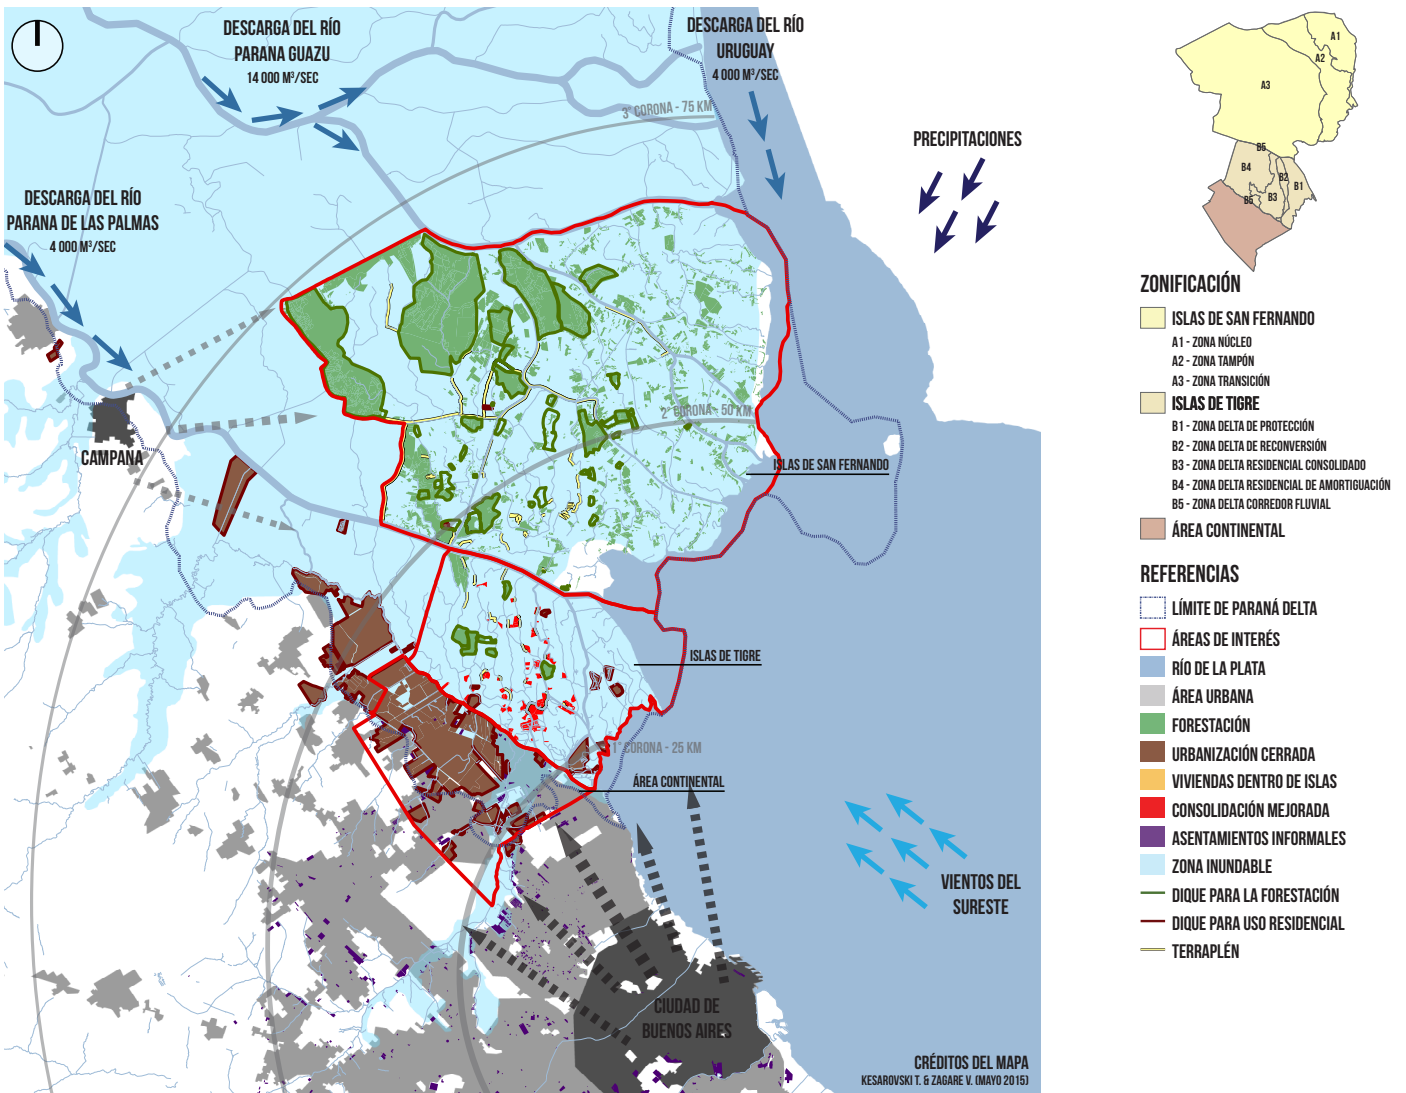 DESCARGA DEL RÍO
PARANA GUAZU
14 000 M³/SEC
DESCARGA DEL RÍO
URUGUAY
4 000 M³/SEC
3° CORONA - 75 KM
PRECIPITACIONES
DESCARGA DEL RÍO
PARANA DE LAS PALMAS
4 000 M³/SEC
CAMPANA
2° CORONA - 50 KM
ISLAS DE SAN FERNANDO
ISLAS DE TIGRE
1° CORONA - 25 KM
ÁREA CONTINENTAL
VIENTOS DEL
SURESTE
CIUDAD DE
BUENOS AIRES
CRÉDITOS DEL MAPA
KESAROVSKI T. & ZAGARE V. (MAYO 2015)
A1
A2
A3
B5
B4
B2
B1
B3
B5
ZONIFICACIÓN
ISLAS DE SAN FERNANDO
A1 - ZONA NÚCLEO
A2 - ZONA TAMPÓN
A3 - ZONA TRANSICIÓN
ISLAS DE TIGRE
B1 - ZONA DELTA DE PROTECCIÓN
B2 - ZONA DELTA DE RECONVERSIÓN
B3 - ZONA DELTA RESIDENCIAL CONSOLIDADO
B4 - ZONA DELTA RESIDENCIAL DE AMORTIGUACIÓN
B5 - ZONA DELTA CORREDOR FLUVIAL
ÁREA CONTINENTAL
REFERENCIAS
LÍMITE DE PARANÁ DELTA
ÁREAS DE INTERÉS
RÍO DE LA PLATA
ÁREA URBANA
FORESTACIÓN
URBANIZACIÓN CERRADA
VIVIENDAS DENTRO DE ISLAS
CONSOLIDACIÓN MEJORADA
ASENTAMIENTOS INFORMALES
ZONA INUNDABLE
DIQUE PARA LA FORESTACIÓN
DIQUE PARA USO RESIDENCIAL
TERRAPLÉN